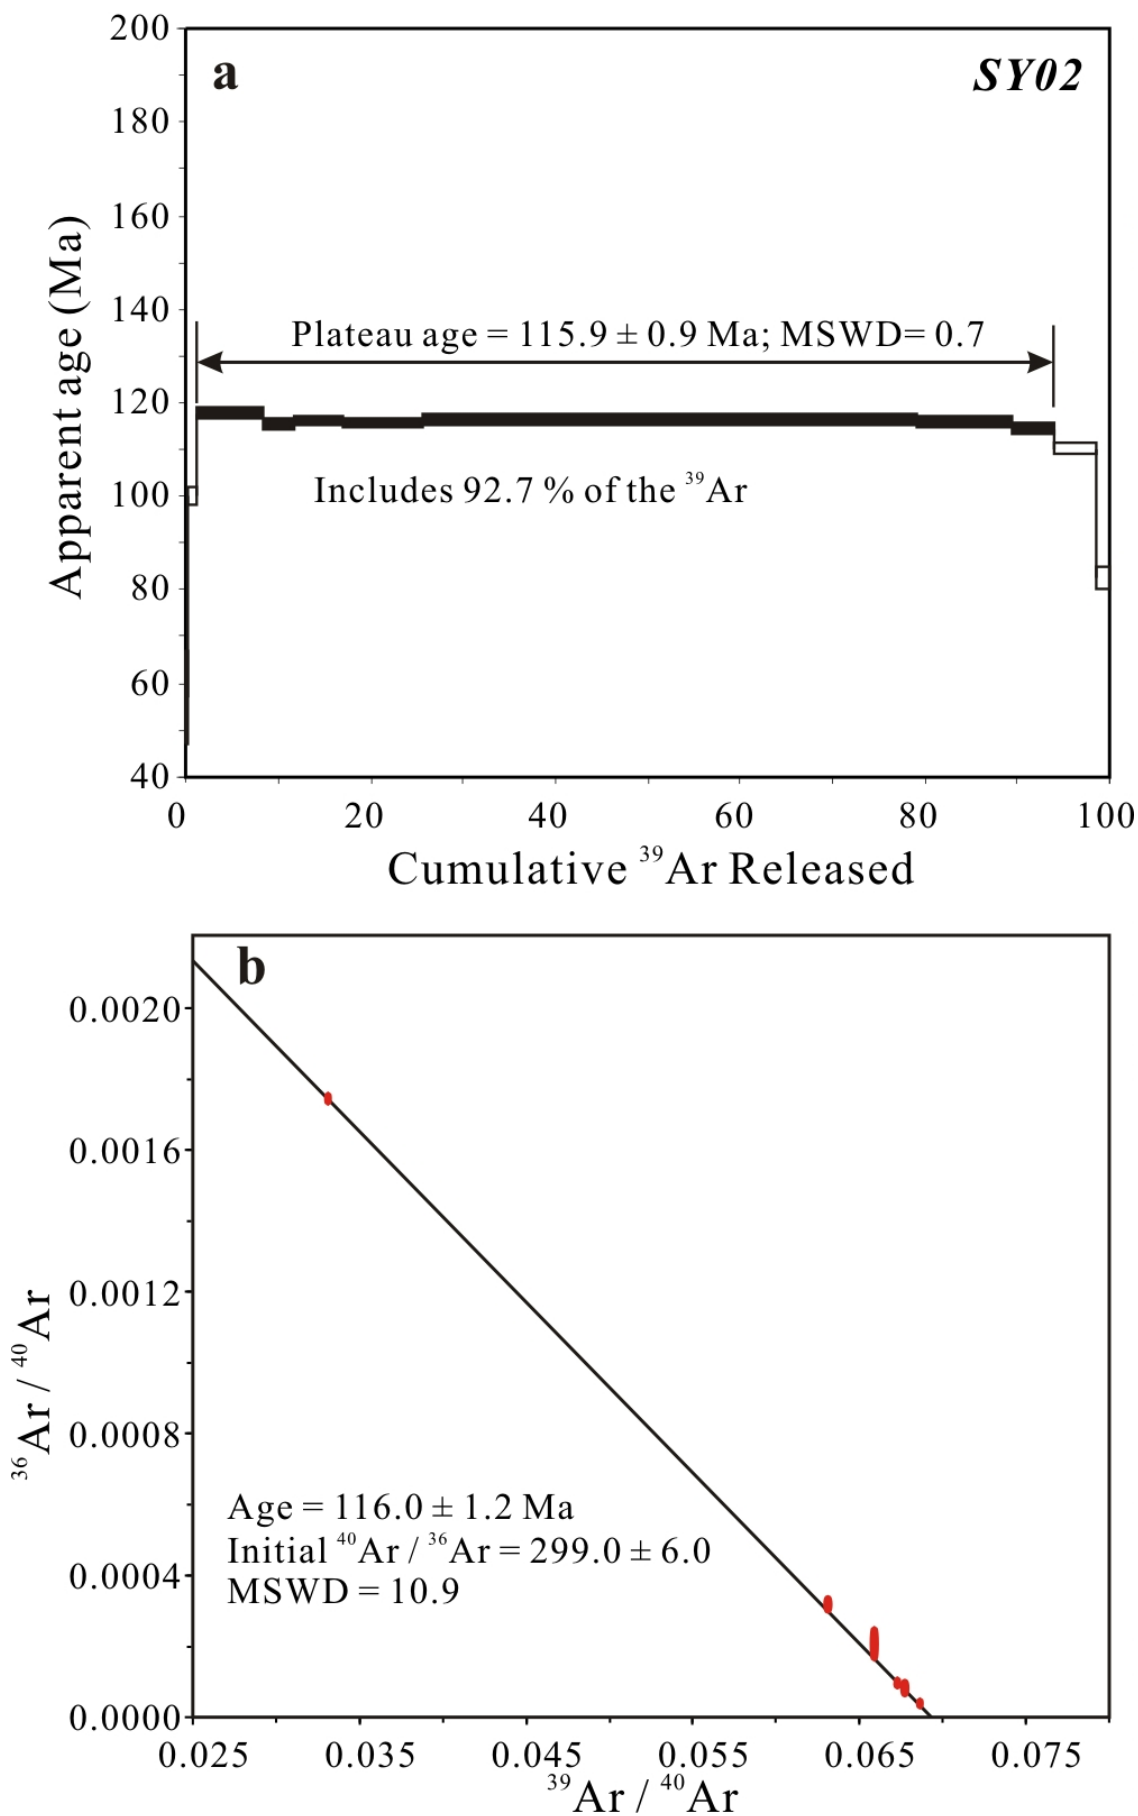 a
SY02
200
180
160
140
120
100
80
60
40
Apparent age (Ma)
Plateau age = 115.9 ± 0.9 Ma; MSWD= 0.7
Includes 92.7 % of the ³⁹Ar
0 20 40 60 80 100
Cumulative ³⁹Ar Released
b
0.0020
0.0016
0.0012
0.0008
0.0004
0.0000
³⁶Ar / ⁴⁰Ar
Age = 116.0 ± 1.2 Ma
Initial ⁴⁰Ar / ³⁶Ar = 299.0 ± 6.0
MSWD = 10.9
0.025 0.035 0.045 0.055 0.065 0.075
³⁹Ar / ⁴⁰Ar